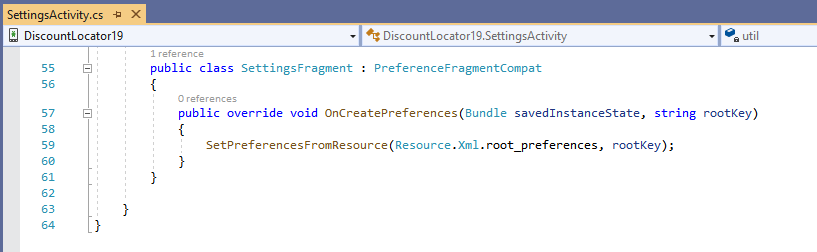 SettingsActivity.cs
DiscountLocator19 DiscountLocator19.SettingsActivity util
1 reference
55 public class SettingsFragment : PreferenceFragmentCompat
56 {
0 references
57 public override void OnCreatePreferences(Bundle savedInstanceState, string rootKey)
58 {
59 SetPreferencesFromResource(Resource.Xml.root_preferences, rootKey);
60 }
61 }
62
63 }
64 }